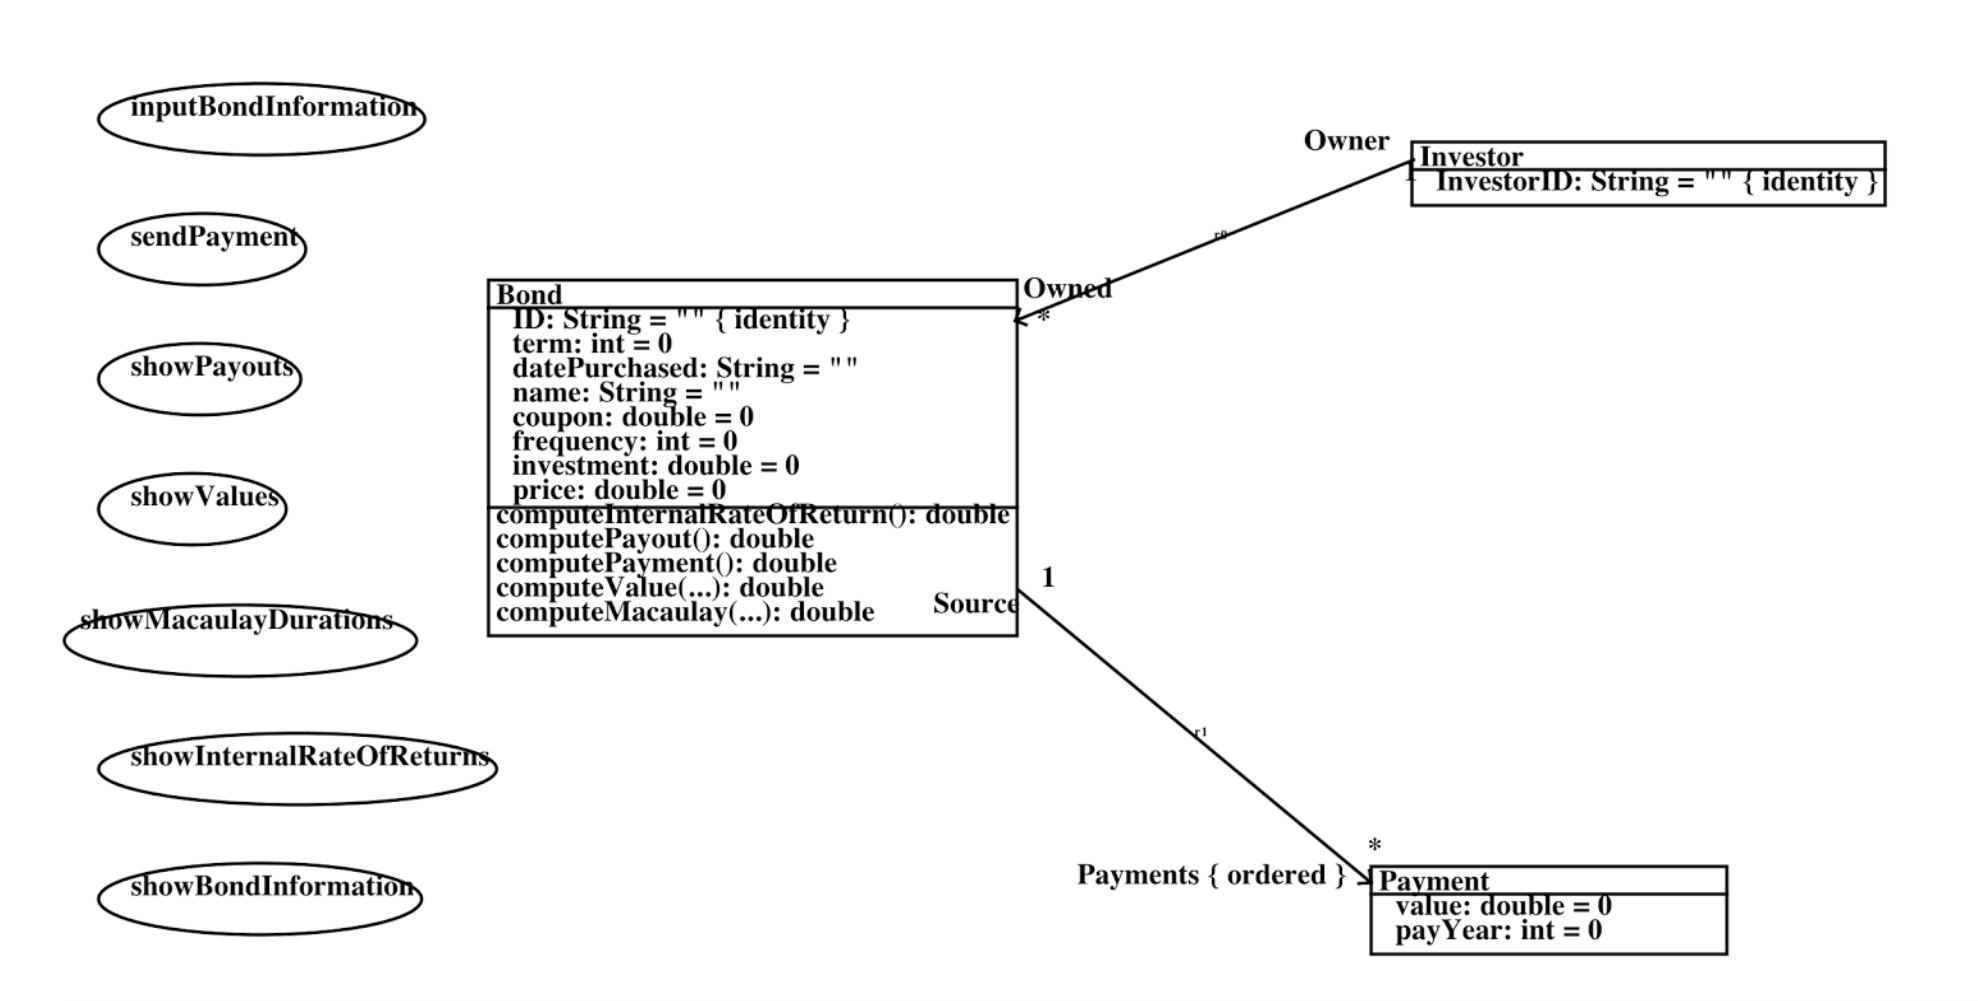 inputBondInformation
sendPayment
showPayouts
showValues
showMacaulayDurations
showInternalRateOfReturns
showBondInformation
Bond
ID: String = "" { identity }
term: int = 0
datePurchased: String = ""
name: String = ""
coupon: double = 0
frequency: int = 0
investment: double = 0
price: double = 0
computeInternalRateOfReturn(): double
computePayout(): double
computePayment(): double
computeValue(...): double
computeMacaulay(...): double
Owner
1
r0
Owned
*
Investor
InvestorID: String = "" { identity }
1
Source
r1
*
Payments { ordered }
Payment
value: double = 0
payYear: int = 0